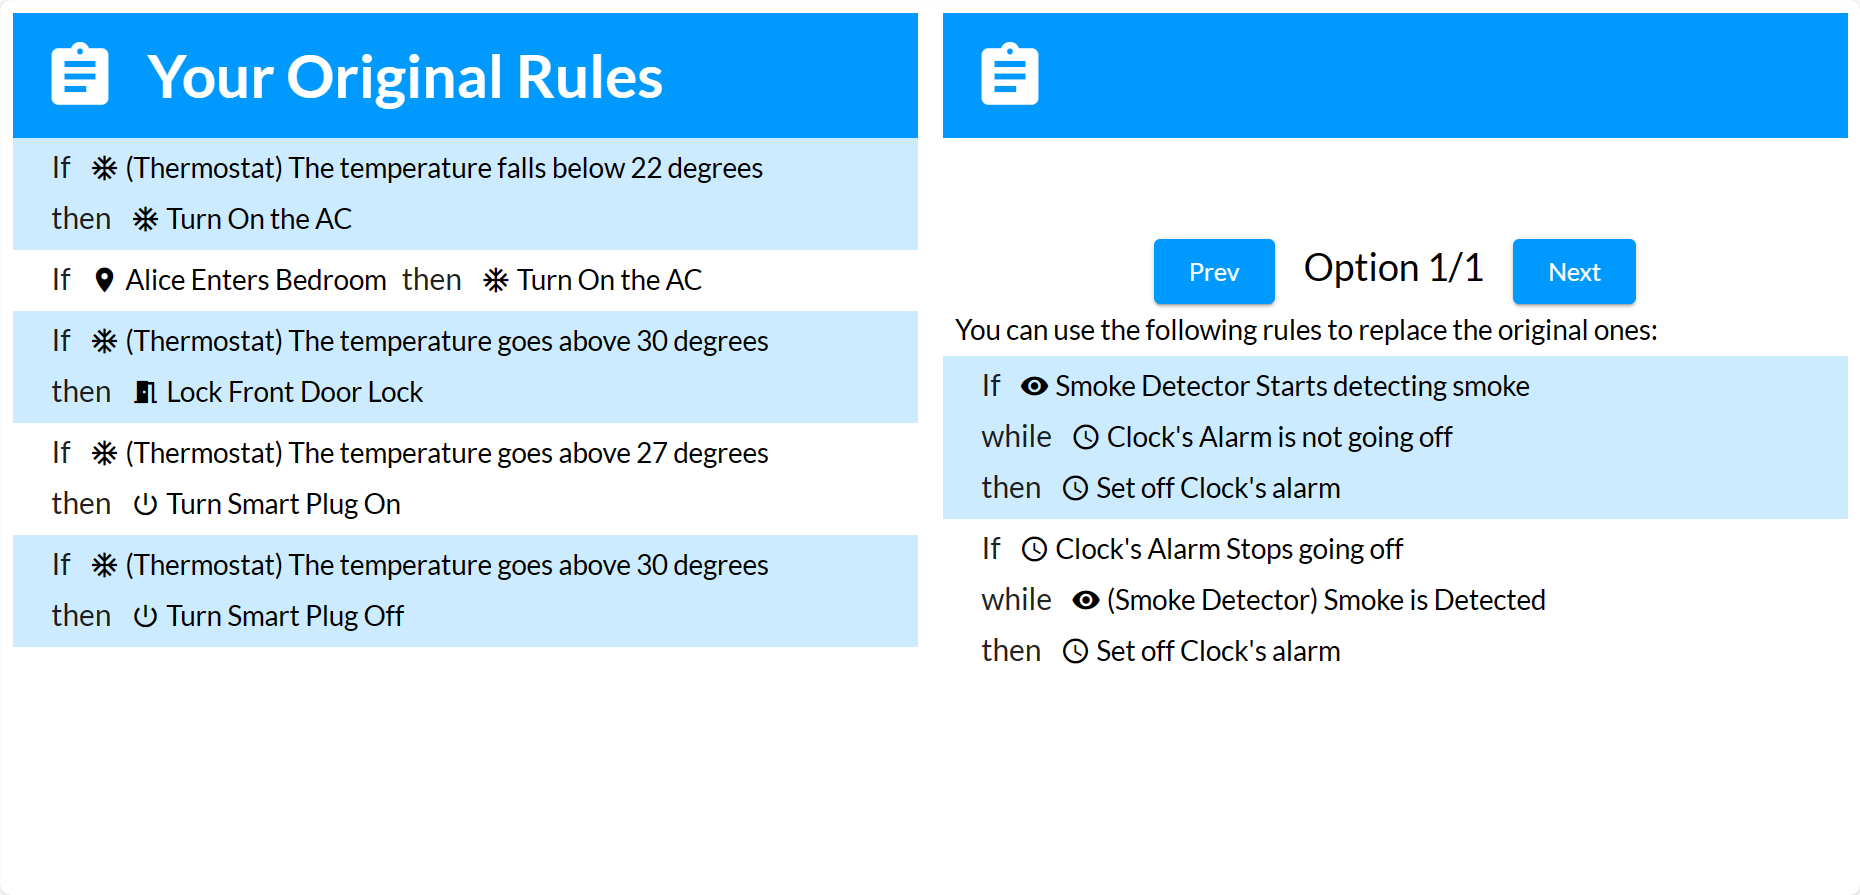 Your Original Rules
If (Thermostat) The temperature falls below 22 degrees
then Turn On the AC
If Alice Enters Bedroom then Turn On the AC
If (Thermostat) The temperature goes above 30 degrees
then Lock Front Door Lock
If (Thermostat) The temperature goes above 27 degrees
then Turn Smart Plug On
If (Thermostat) The temperature goes above 30 degrees
then Turn Smart Plug Off
Prev Option 1/1 Next
You can use the following rules to replace the original ones:
If Smoke Detector Starts detecting smoke
while Clock's Alarm is not going off
then Set off Clock's alarm
If Clock's Alarm Stops going off
while (Smoke Detector) Smoke is Detected
then Set off Clock's alarm